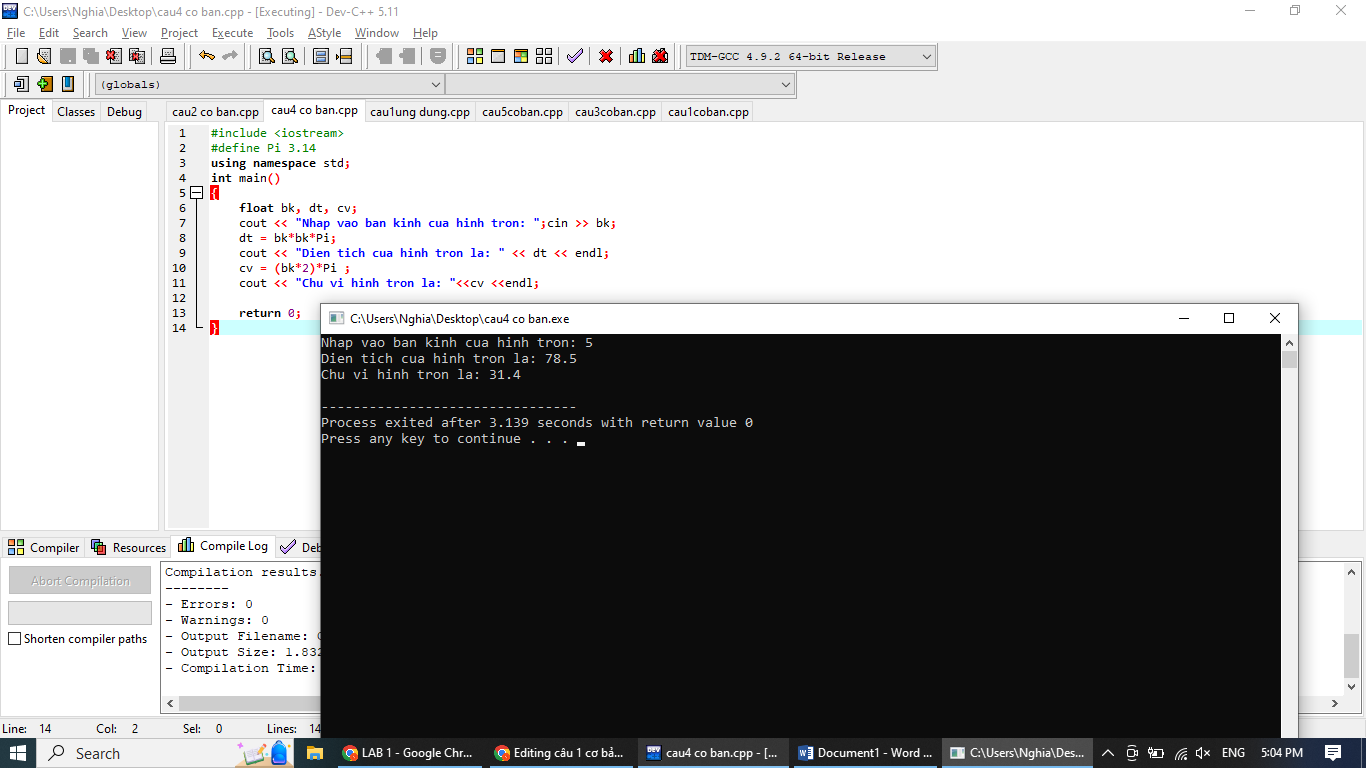 C:\Users\Nghia\Desktop\cau4 co ban.cpp - [Executing] - Dev-C++ 5.11
File Edit Search View Project Execute Tools AStyle Window Help
TDM-GCC 4.9.2 64-bit Release
(globals)
Project Classes Debug cau2 co ban.cpp cau4 co ban.cpp cau1ung dung.cpp cau5coban.cpp cau3coban.cpp cau1coban.cpp
1 #include <iostream>
2 #define Pi 3.14
3 using namespace std;
4 int main()
5 {
6 float bk, dt, cv;
7 cout << "Nhap vao ban kinh cua hinh tron: ";cin >> bk;
8 dt = bk*bk*Pi;
9 cout << "Dien tich cua hinh tron la: " << dt << endl;
10 cv = (bk*2)*Pi ;
11 cout << "Chu vi hinh tron la: "<<cv <<endl;
12
13 return 0;
14 }
C:\Users\Nghia\Desktop\cau4 co ban.exe
Nhap vao ban kinh cua hinh tron: 5
Dien tich cua hinh tron la: 78.5
Chu vi hinh tron la: 31.4
--------------------------------
Process exited after 3.139 seconds with return value 0
Press any key to continue . . .
Compiler Resources Compile Log Deb
Abort Compilation
Shorten compiler paths
Compilation results.
--------
- Errors: 0
- Warnings: 0
- Output Filename:
- Output Size: 1.832
- Compilation Time:
Line: 14 Col: 2 Sel: 0 Lines: 14
Search LAB 1 - Google Chr... Editing câu 1 cơ bả... cau4 co ban.cpp - [... Document1 - Word ... C:\Users\Nghia\Des... ENG 5:04 PM